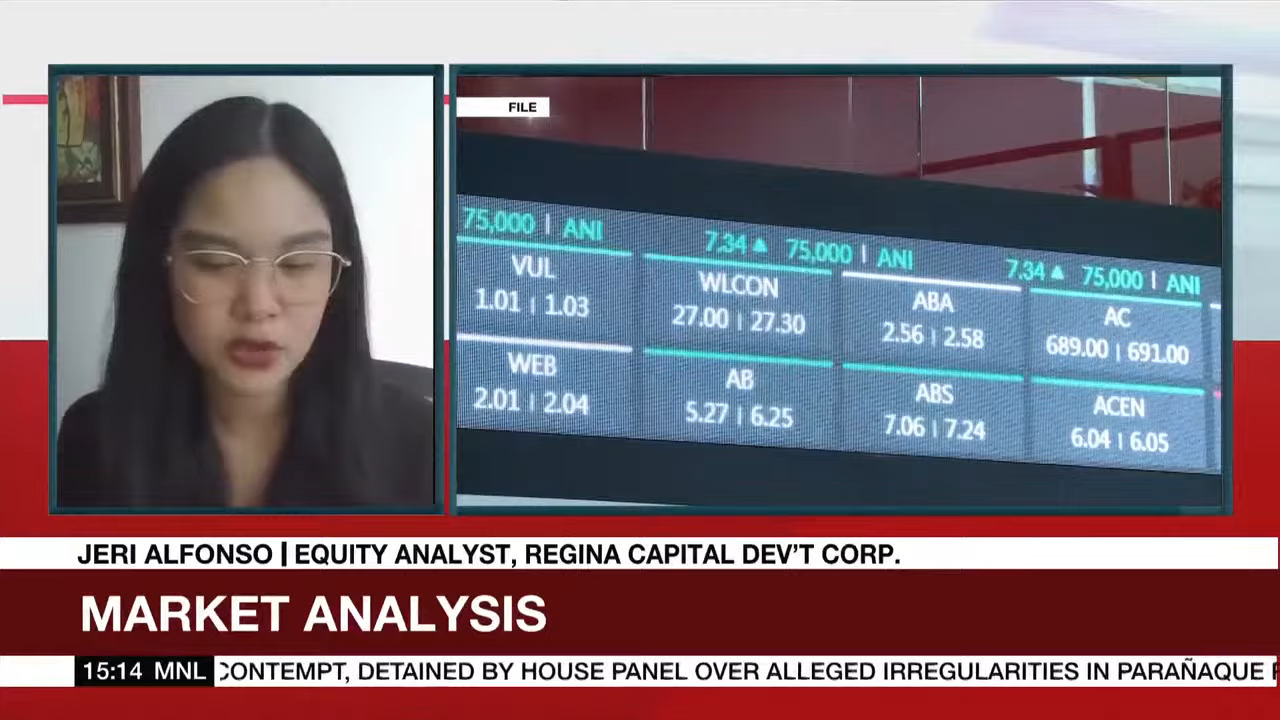 FILE
75,000 | ANI 7.34 ▲ 75,000 | ANI 7.34 ▲ 75,000 | ANI
VUL WLCON ABA AC
1.01 | 1.03 27.00 | 27.30 2.56 | 2.58 689.00 | 691.00
WEB AB ABS ACEN
2.01 | 2.04 5.27 | 6.25 7.06 | 7.24 6.04 | 6.05
JERI ALFONSO | EQUITY ANALYST, REGINA CAPITAL DEV'T CORP.
MARKET ANALYSIS
15:14 MNL CONTEMPT, DETAINED BY HOUSE PANEL OVER ALLEGED IRREGULARITIES IN PARAÑAQUE